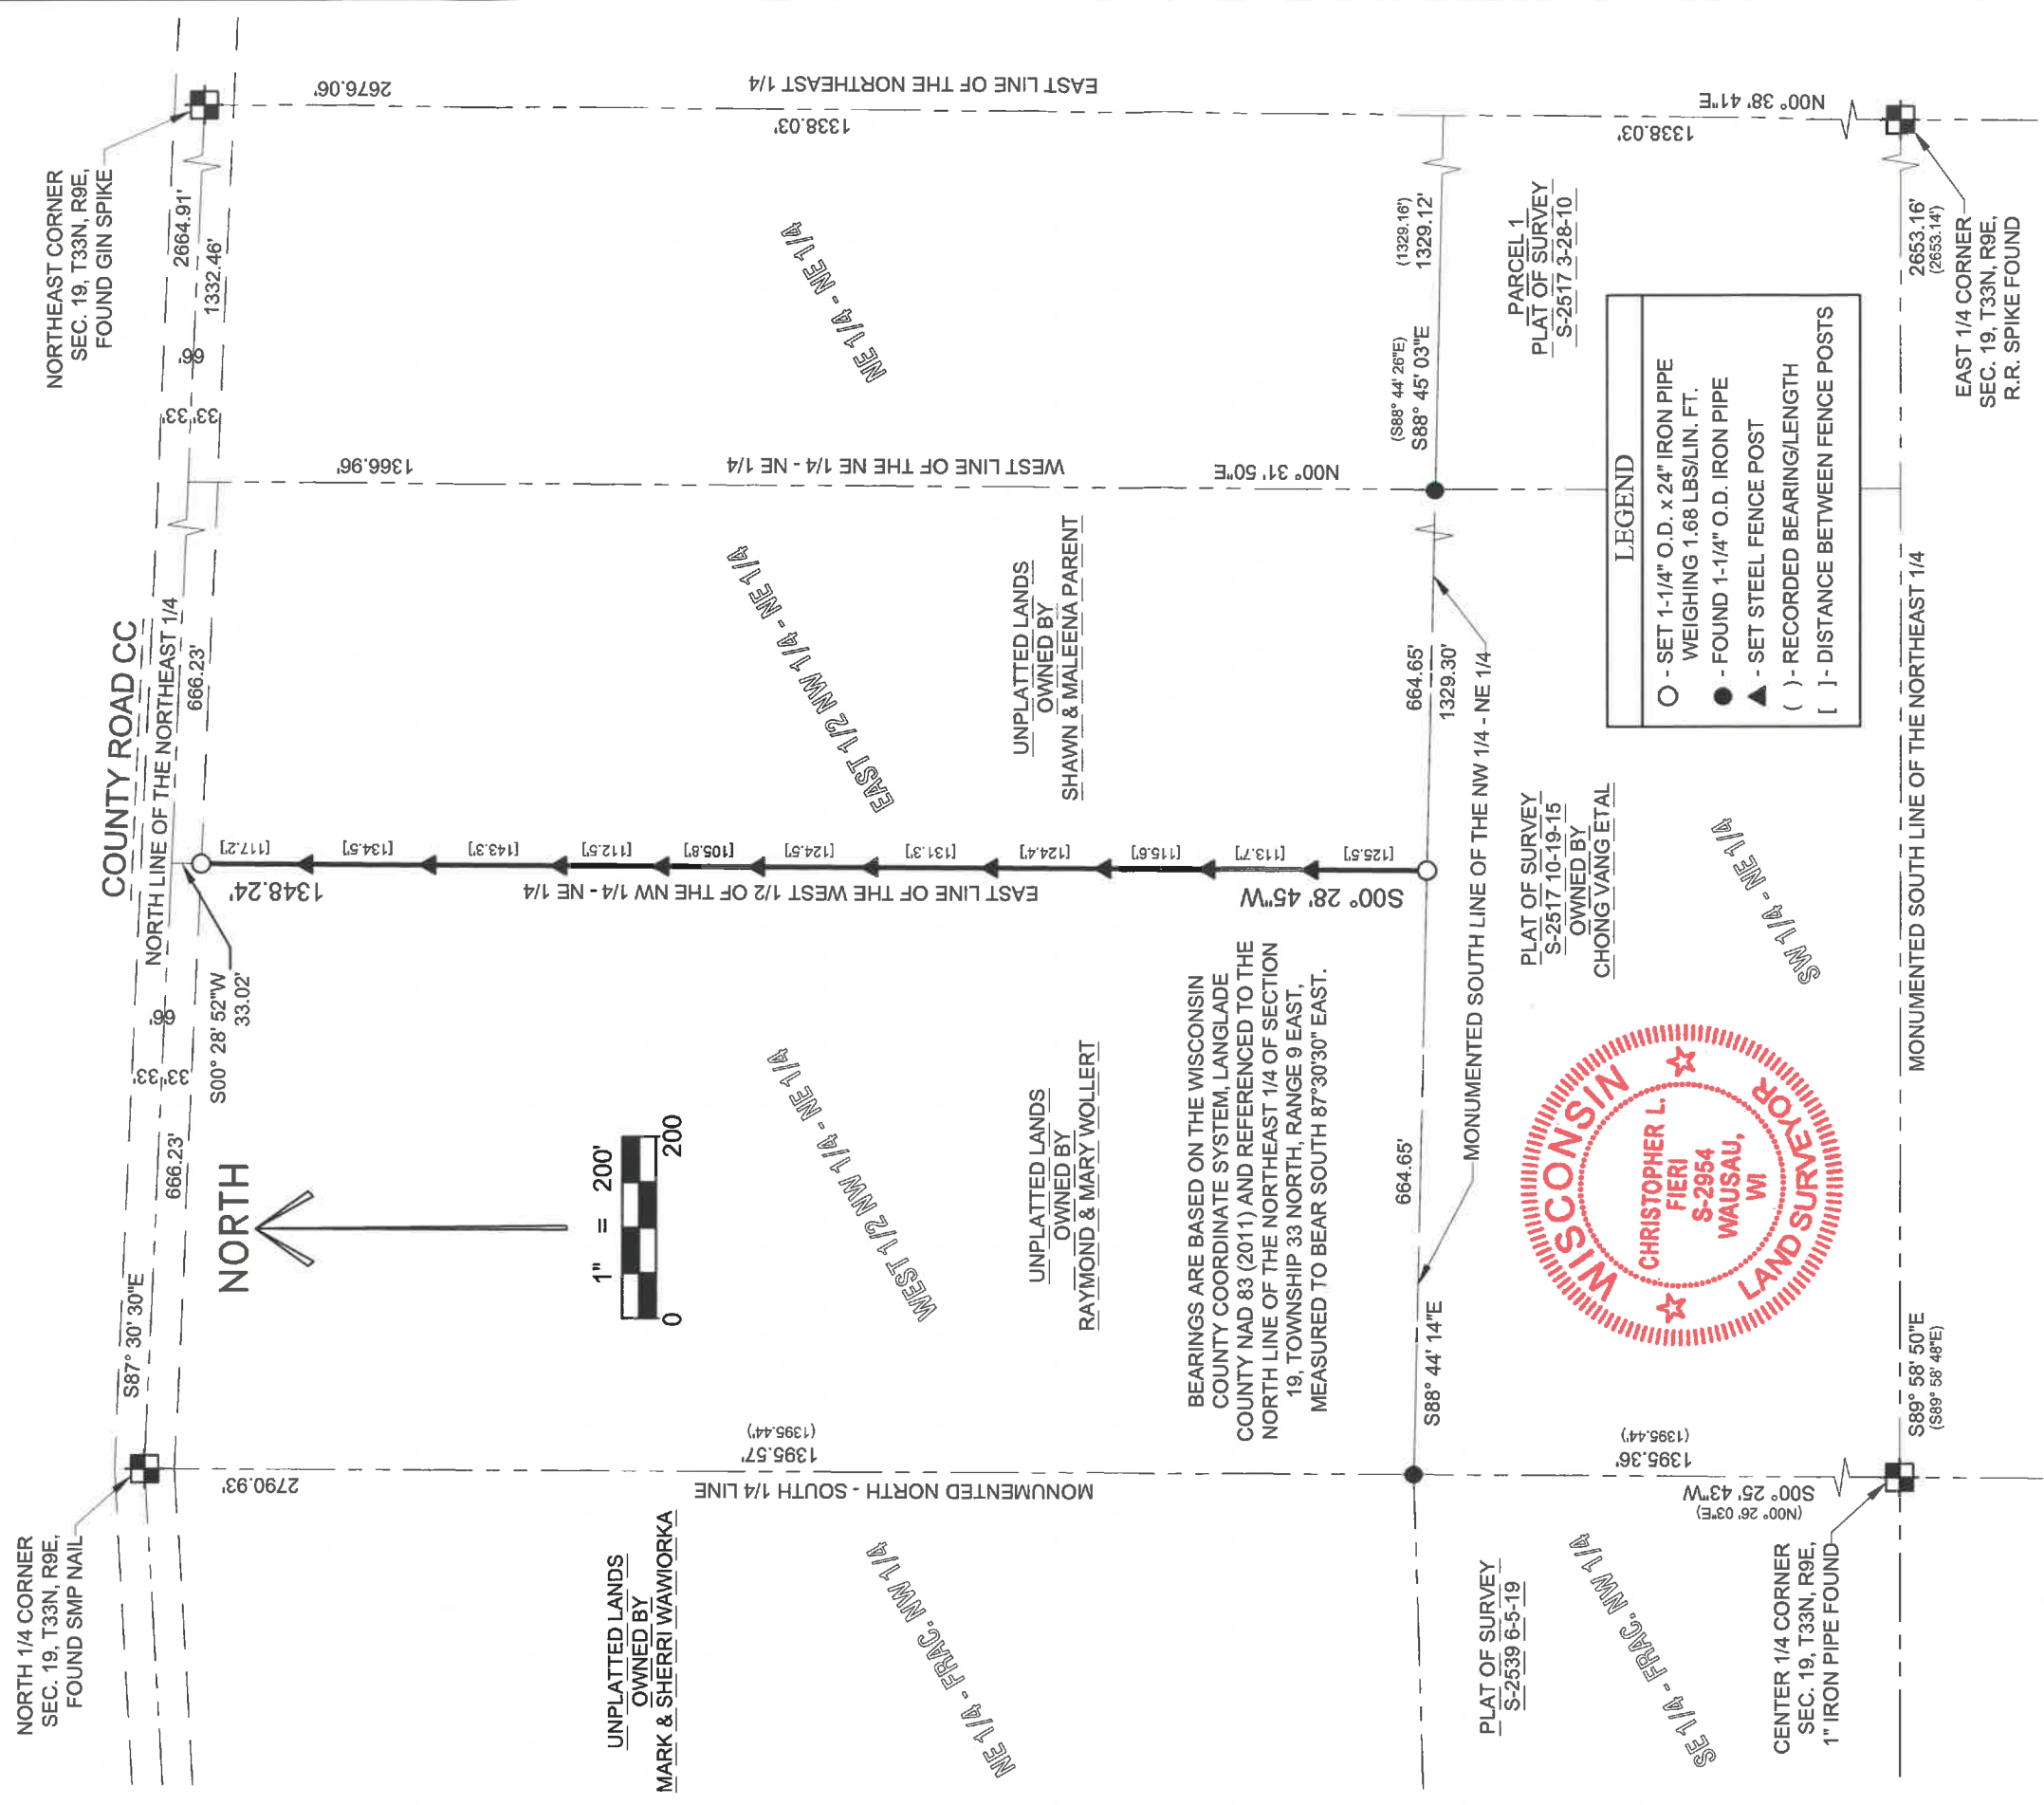 NORTH 1/4 CORNER
SEC. 19, T33N, R9E,
FOUND SMP NAIL
S87° 30' 30"E
666.23'
33' 33'
66'
S00° 28' 52"W
33.02'
COUNTY ROAD CC
NORTH LINE OF THE NORTHEAST 1/4
666.23'
33' 33'
66'
2664.91'
1332.46'
NORTHEAST CORNER
SEC. 19, T33N, R9E,
FOUND GIN SPIKE
NORTH
1" = 200'
0 200
2790.93'
1395.57'
(1395.44')
MONUMENTED NORTH - SOUTH 1/4 LINE
UNPLATTED LANDS
OWNED BY
MARK & SHERRI WAWIORKA
NE 1/4 - FRAC. NW 1/4
WEST 1/2 NW 1/4 - NE 1/4
UNPLATTED LANDS
OWNED BY
RAYMOND & MARY WOLLERT
BEARINGS ARE BASED ON THE WISCONSIN
COUNTY COORDINATE SYSTEM, LANGLADE
COUNTY NAD 83 (2011) AND REFERENCED TO THE
NORTH LINE OF THE NORTHEAST 1/4 OF SECTION
19, TOWNSHIP 33 NORTH, RANGE 9 EAST,
MEASURED TO BEAR SOUTH 87°30'30" EAST.
1348.24'
EAST LINE OF THE WEST 1/2 OF THE NW 1/4 - NE 1/4
S00° 28' 45"W
[117.2']
[134.5']
[143.3']
[112.5']
[105.8']
[124.5']
[131.3']
[124.4']
[115.6']
[113.7']
[125.5']
EAST 1/2 NW 1/4 - NE 1/4
UNPLATTED LANDS
OWNED BY
SHAWN & MALEENA PARENT
1366.96'
WEST LINE OF THE NE 1/4 - NE 1/4
N00° 31' 50"E
NE 1/4 - NE 1/4
2676.06'
1338.03'
EAST LINE OF THE NORTHEAST 1/4
S88° 44' 14"E
664.65'
MONUMENTED SOUTH LINE OF THE NW 1/4 - NE 1/4
664.65'
1329.30'
(S88° 44' 26"E)
S88° 45' 03"E
(1329.16')
1329.12'
PLAT OF SURVEY
S-2539 6-5-19
SE 1/4 - FRAC. NW 1/4
1395.36'
(1395.44')
S00° 25' 43"W
(N00° 26' 03"E)
CENTER 1/4 CORNER
SEC. 19, T33N, R9E,
1" IRON PIPE FOUND
WISCONSIN
CHRISTOPHER L.
FIERI
S-2954
WAUSAU,
WI
LAND SURVEYOR
PLAT OF SURVEY
S-2517 10-19-15
OWNED BY
CHONG VANG ETAL
SW 1/4 - NE 1/4
PARCEL 1
PLAT OF SURVEY
S-2517 3-28-10
LEGEND
- SET 1-1/4" O.D. x 24" IRON PIPE
WEIGHING 1.68 LBS/LIN. FT.
- FOUND 1-1/4" O.D. IRON PIPE
- SET STEEL FENCE POST
( ) - RECORDED BEARING/LENGTH
[ ] - DISTANCE BETWEEN FENCE POSTS
1338.03'
N00° 38' 41"E
S89° 58' 50"E
(S89° 58' 48"E)
MONUMENTED SOUTH LINE OF THE NORTHEAST 1/4
2653.16'
(2653.14')
EAST 1/4 CORNER
SEC. 19, T33N, R9E,
R.R. SPIKE FOUND